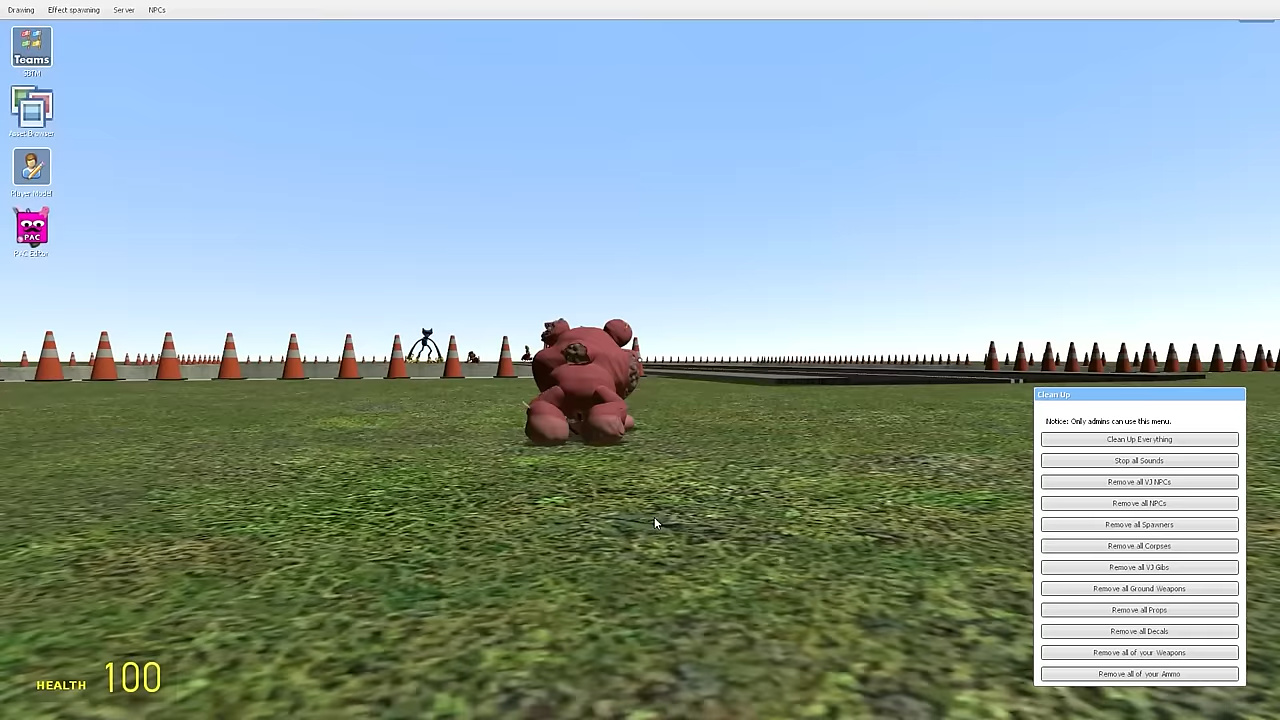 Drawing Effect spawning Server NPCs
Teams
SBTM
Asset Browser
Player Model
PAC
PAC Editor
Clean Up
Notice: Only admins can use this menu.
Clean Up Everything
Stop all Sounds
Remove all VJ NPCs
Remove all NPCs
Remove all Spawners
Remove all Corpses
Remove all VJ Gibs
Remove all Ground Weapons
Remove all Props
Remove all Decals
Remove all of your Weapons
Remove all of your Ammo
HEALTH 100